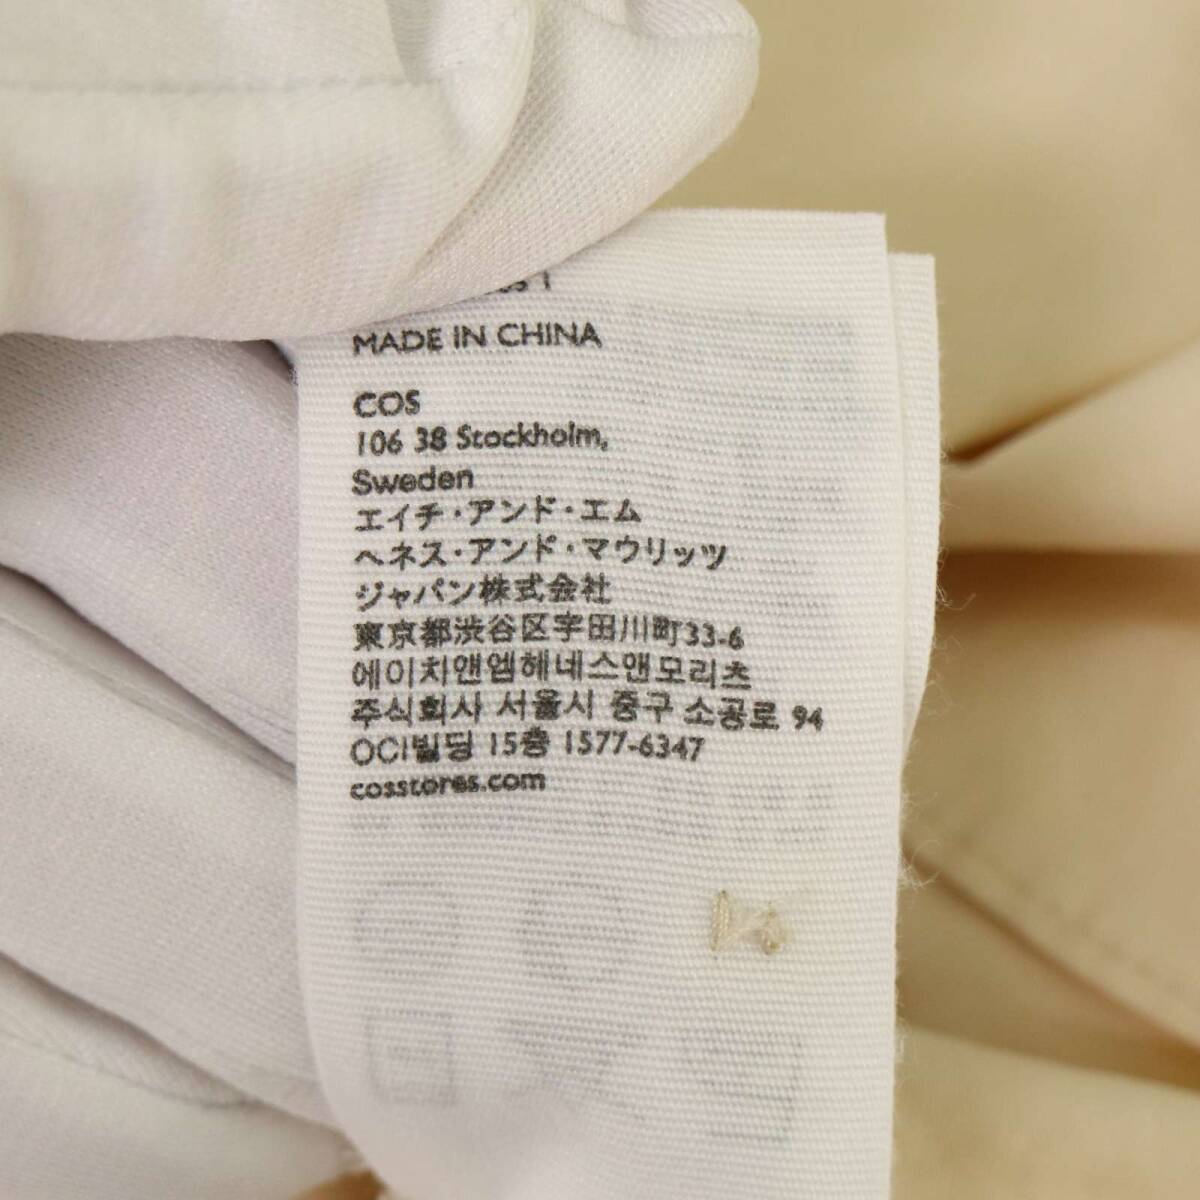 MADE IN CHINA
COS
106 38 Stockholm,
Sweden
エイチ・アンド・エム
ヘネス・アンド・マウリッツ
ジャパン株式会社
東京都渋谷区宇田川町33-6
에이치앤엠헤네스앤모리츠
주식회사 서울시 중구 소공로 94
OCI빌딩 15층 1577-6347
cosstores.com